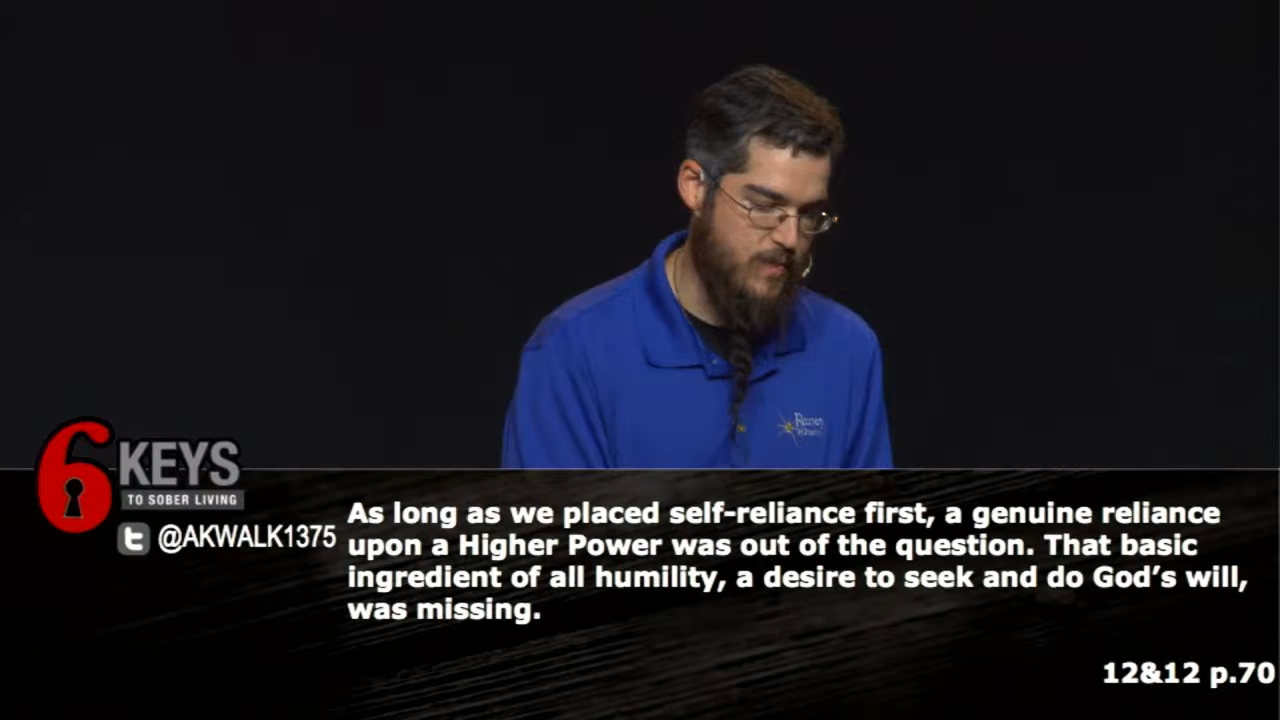 6
KEYS
TO SOBER LIVING
@AKWALK1375
As long as we placed self-reliance first, a genuine reliance
upon a Higher Power was out of the question. That basic
ingredient of all humility, a desire to seek and do God’s will,
was missing.
12&12 p.70
Recovery